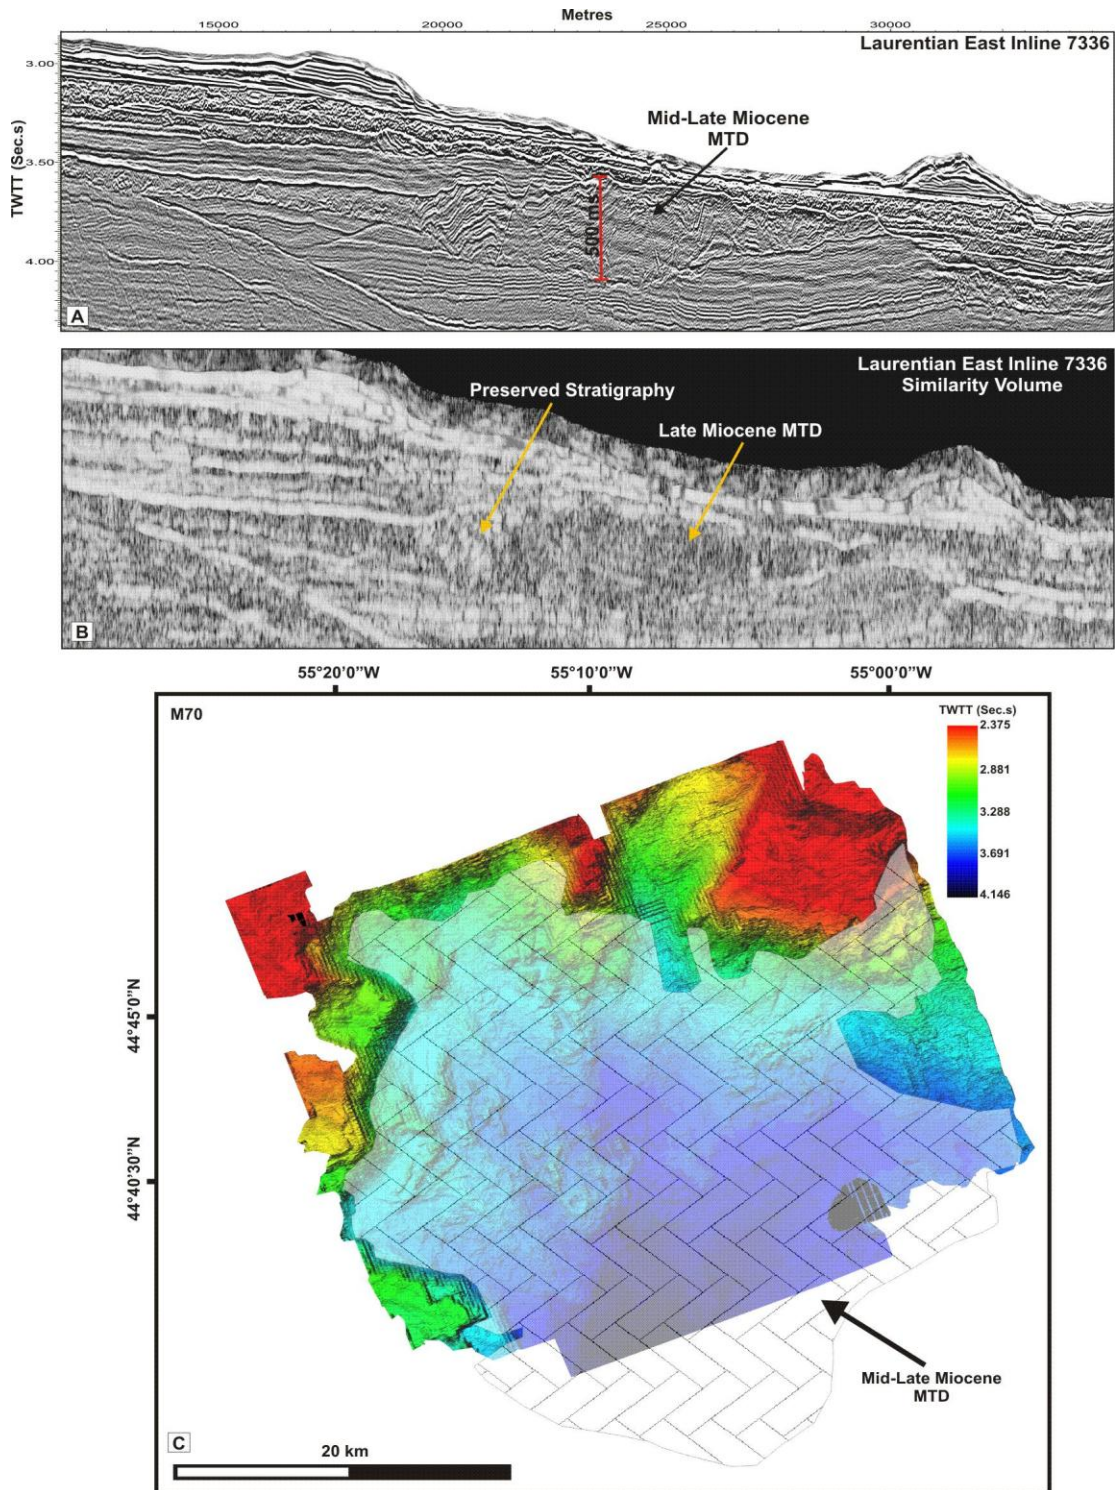 Metres
15000 20000 25000 30000
Laurentian East Inline 7336
3.00
Mid-Late Miocene
MTD
TWTT (Sec.s)
3.50
500 ms
4.00
A
Laurentian East Inline 7336
Similarity Volume
Preserved Stratigraphy
Late Miocene MTD
B
55°20'0"W 55°10'0"W 55°00'0"W
M70
TWTT (Sec.s)
2.375
2.881
3.288
3.691
4.146
44°45'0"N
44°40'30"N
Mid-Late Miocene
MTD
C
20 km